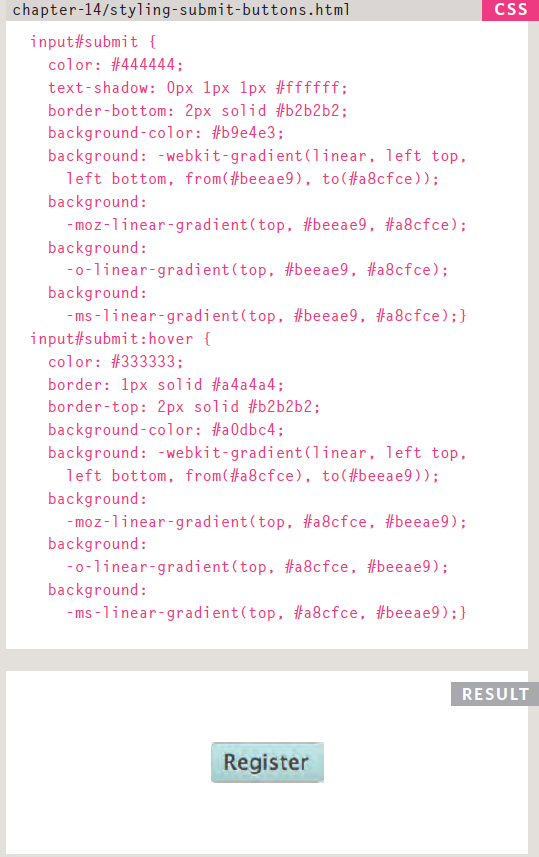 chapter-14/styling-submit-buttons.html CSS
input#submit {
color: #444444;
text-shadow: 0px 1px 1px #ffffff;
border-bottom: 2px solid #b2b2b2;
background-color: #b9e4e3;
background: -webkit-gradient(linear, left top,
left bottom, from(#beeae9), to(#a8cfce));
background:
-moz-linear-gradient(top, #beeae9, #a8cfce);
background:
-o-linear-gradient(top, #beeae9, #a8cfce);
background:
-ms-linear-gradient(top, #beeae9, #a8cfce);}
input#submit:hover {
color: #333333;
border: 1px solid #a4a4a4;
border-top: 2px solid #b2b2b2;
background-color: #a0dbc4;
background: -webkit-gradient(linear, left top,
left bottom, from(#a8cfce), to(#beeae9));
background:
-moz-linear-gradient(top, #a8cfce, #beeae9);
background:
-o-linear-gradient(top, #a8cfce, #beeae9);
background:
-ms-linear-gradient(top, #a8cfce, #beeae9);}
RESULT
Register